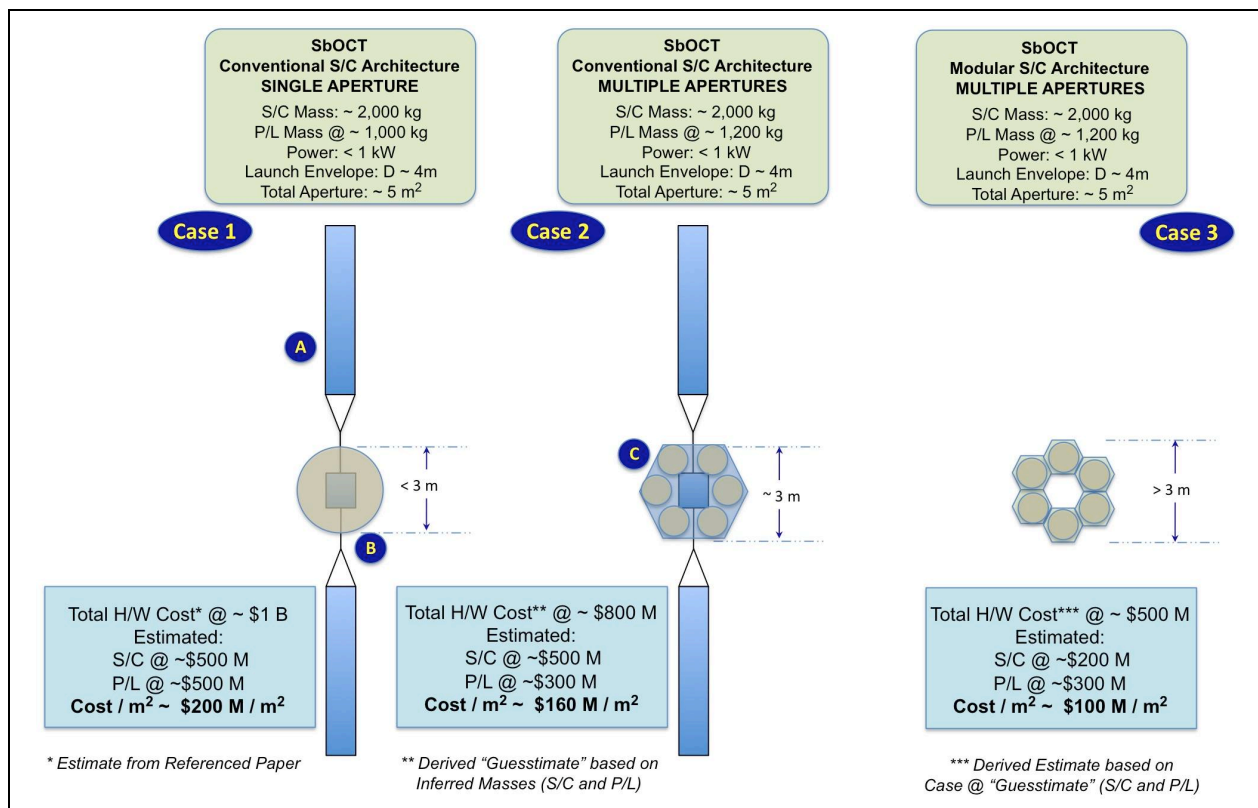 SbOCT
Conventional S/C Architecture
SINGLE APERTURE
S/C Mass: ~ 2,000 kg
P/L Mass @ ~ 1,000 kg
Power: < 1 kW
Launch Envelope: D ~ 4m
Total Aperture: ~ 5 m²
SbOCT
Conventional S/C Architecture
MULTIPLE APERTURES
S/C Mass: ~ 2,000 kg
P/L Mass @ ~ 1,200 kg
Power: < 1 kW
Launch Envelope: D ~ 4m
Total Aperture: ~ 5 m²
SbOCT
Modular S/C Architecture
MULTIPLE APERTURES
S/C Mass: ~ 2,000 kg
P/L Mass @ ~ 1,200 kg
Power: < 1 kW
Launch Envelope: D ~ 4m
Total Aperture: ~ 5 m²
Case 1
Case 2
Case 3
A
B
C
< 3 m
~ 3 m
> 3 m
Total H/W Cost* @ ~ $1 B
Estimated:
S/C @ ~$500 M
P/L @ ~$500 M
Cost / m² ~ $200 M / m²
Total H/W Cost** @ ~ $800 M
Estimated:
S/C @ ~$500 M
P/L @ ~$300 M
Cost / m² ~ $160 M / m²
Total H/W Cost*** @ ~ $500 M
Estimated:
S/C @ ~$200 M
P/L @ ~$300 M
Cost / m² ~ $100 M / m²
* Estimate from Referenced Paper
** Derived “Guesstimate” based on
Inferred Masses (S/C and P/L)
*** Derived Estimate based on
Case @ “Guesstimate” (S/C and P/L)